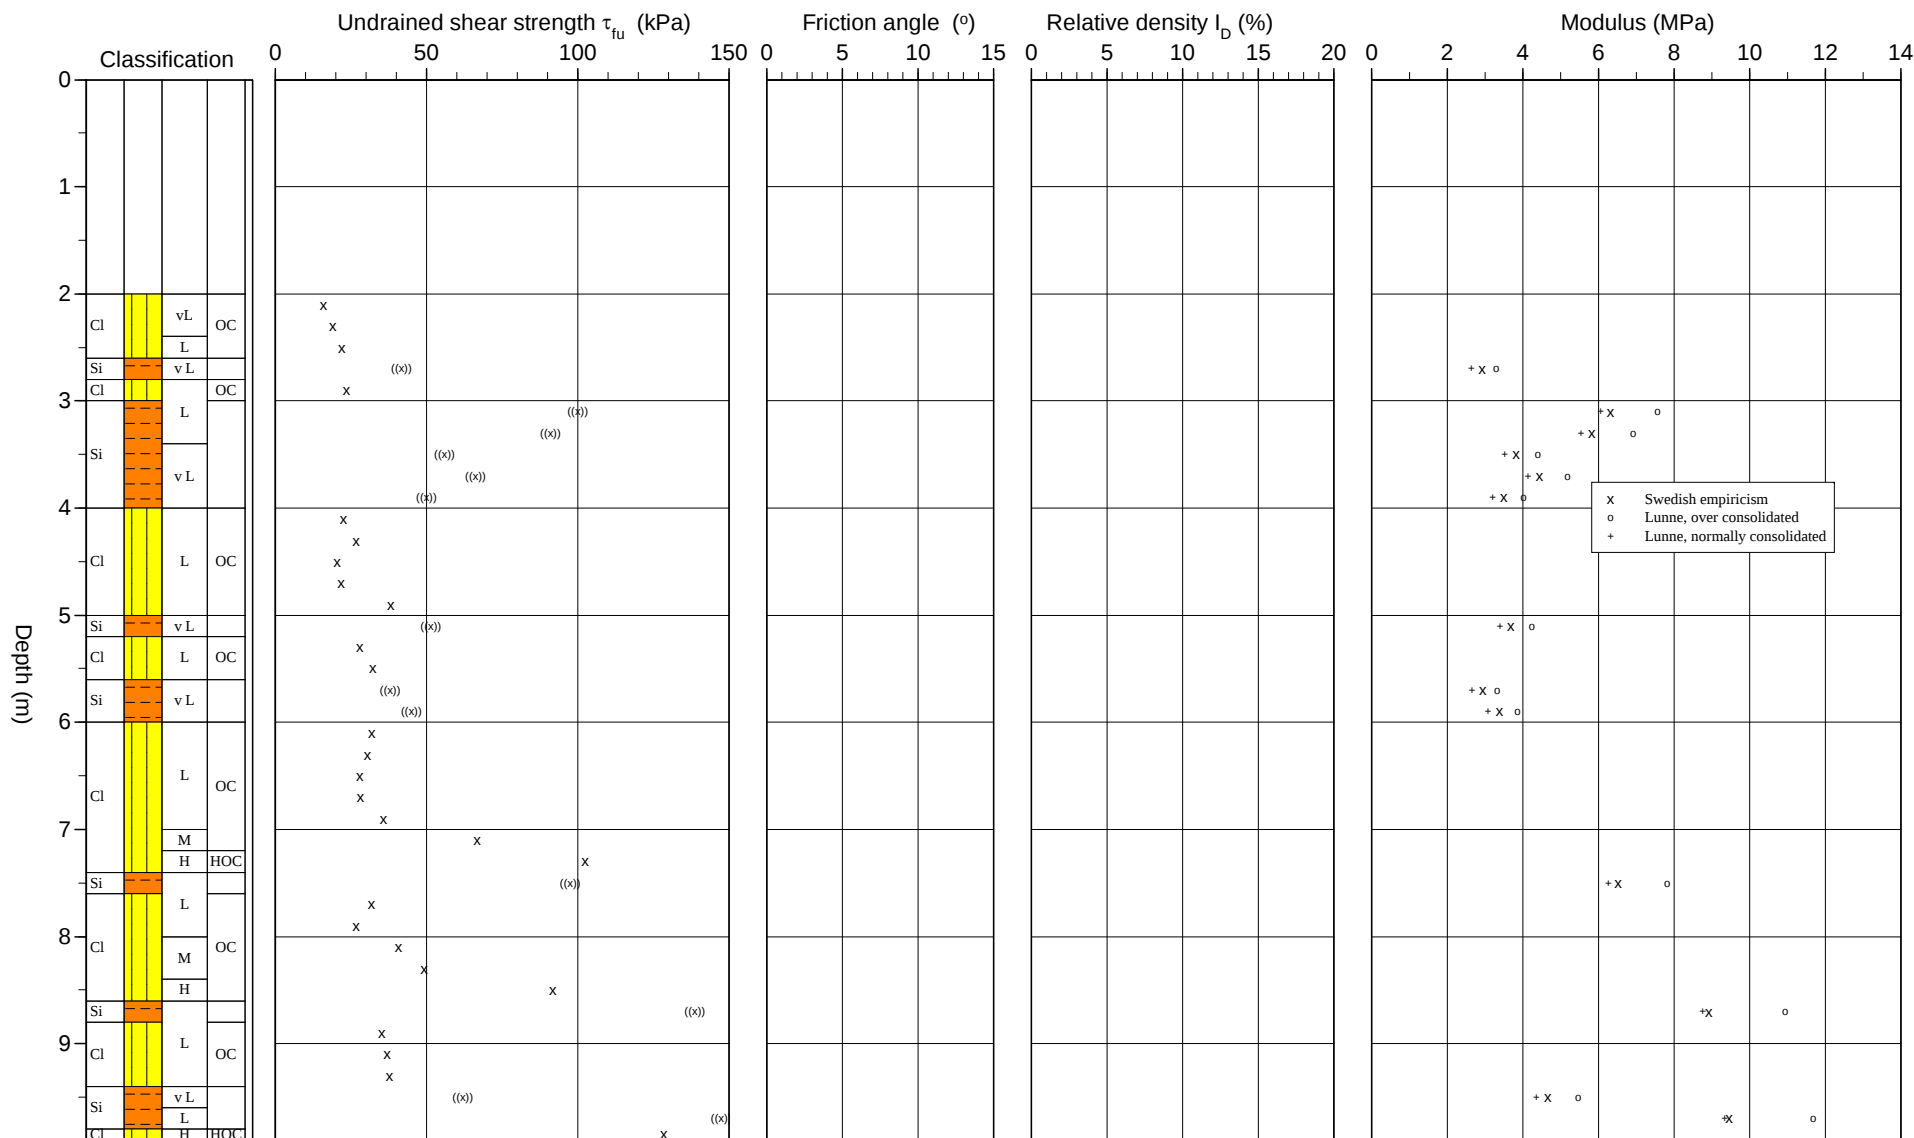 Undrained shear strength τfu (kPa) Friction angle (o) Relative density ID (%) Modulus (MPa)
Classification
0 50 100 150 0 5 10 15 0 5 10 15 20 0 2 4 6 8 10 12 14
0
1
2
Cl vL OC
L
Si v L
Cl OC
3
L
Si
v L
4
x Swedish empiricism
o Lunne, over consolidated
+ Lunne, normally consolidated
Cl L OC
5
Si v L
Cl L OC
Depth (m)
Si v L
6
L OC
Cl
7
M
H HOC
Si
L
8
Cl OC
M
H
Si
9
L
Cl OC
v L
Si
L
Cl H HOC